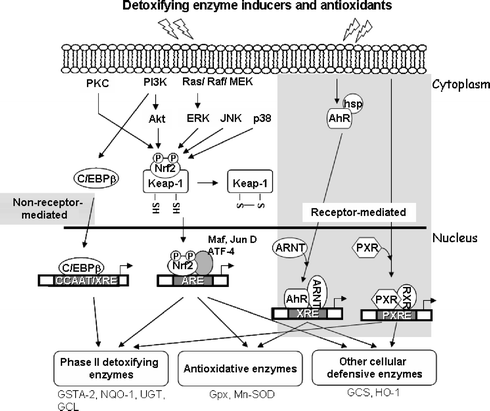 Detoxifying enzyme inducers and antioxidants
Cytoplasm
PKC PI3K Ras/ Raf/ MEK
hsp
AhR
Akt ERK JNK p38
P P
Nrf2
Keap-1 Keap-1
SH SH S S
C/EBPβ
Non-receptor-
mediated
Receptor-mediated
Nucleus
Maf, Jun D
ATF-4
ARNT PXR
P P
Nrf2
C/EBPβ
CCAAT/XRE ARE
AhR ARNT
XRE
PXR RXR
PXRE
Phase II detoxifying
enzymes
Antioxidative enzymes
Other cellular
defensive enzymes
GSTA-2, NQO-1, UGT,
GCL
Gpx, Mn-SOD
GCS, HO-1